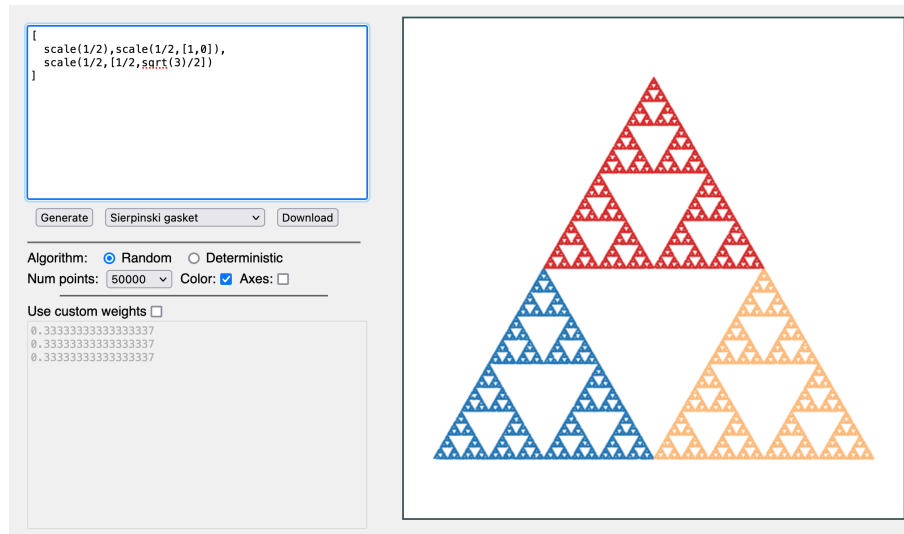 [
scale(1/2),scale(1/2,[1,0]),
scale(1/2,[1/2,sqrt(3)/2])
]
Generate Sierpinski gasket Download
Algorithm: Random Deterministic
Num points: 50000 Color: Axes:
Use custom weights
0.33333333333333337
0.33333333333333337
0.33333333333333337